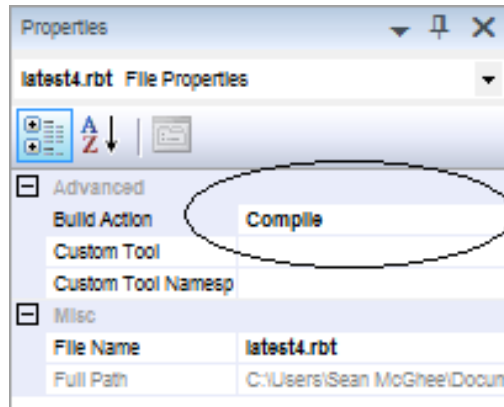 Properties
latest4.rbt File Properties
A
Z
Advanced
Build Action Compile
Custom Tool
Custom Tool Namesp
Misc
File Name latest4.rbt
Full Path C:\Users\Sean McGhee\Docum